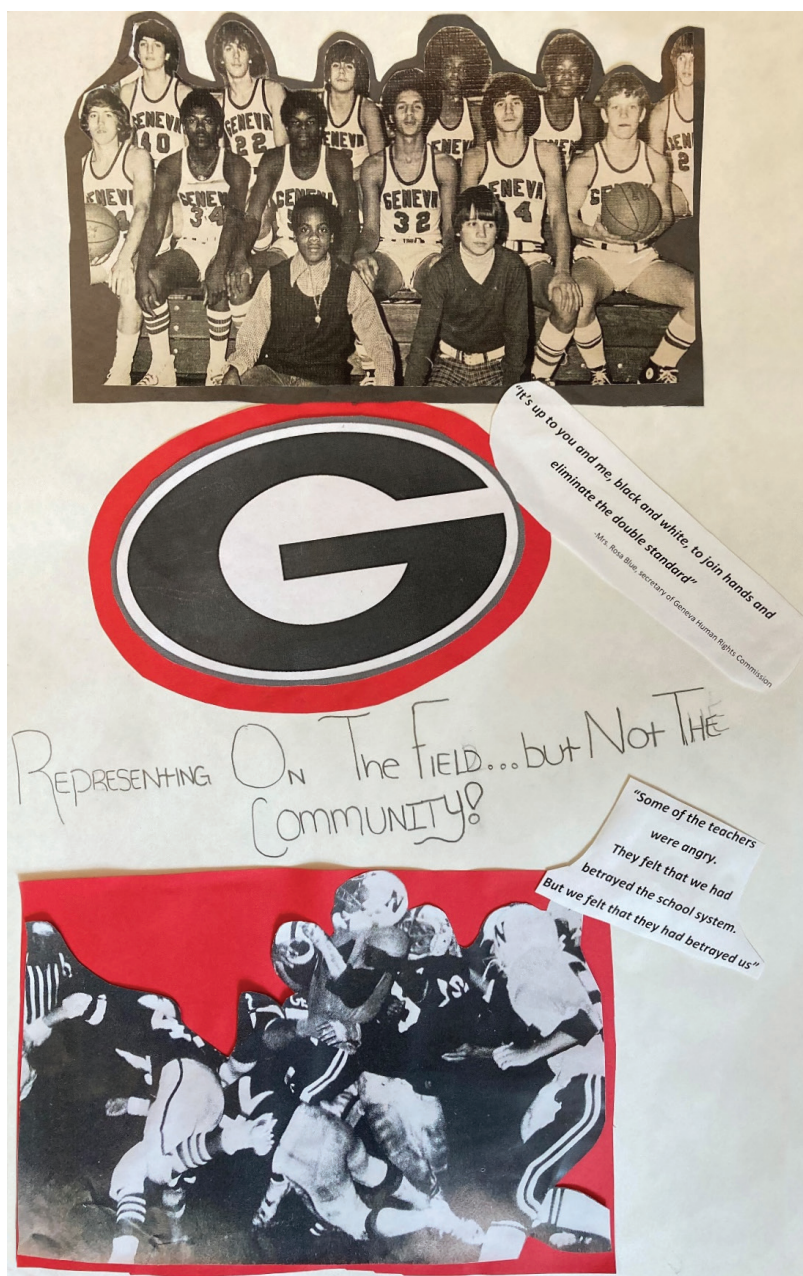 GENEVA
40
GENEVA
22
GENEVA
34
GENEVA
32
GENEVA
4
GENEVA
G
"It's up to you and me, black and white, to join hands and
eliminate the double standard"
-Mrs. Rosa Blue, secretary of Geneva Human Rights Commission
REPRESENTING ON THE FIELD...but NOT THE
COMMUNITY!
"Some of the teachers
were angry.
They felt that we had
betrayed the school system.
But we felt that they had betrayed us"
N